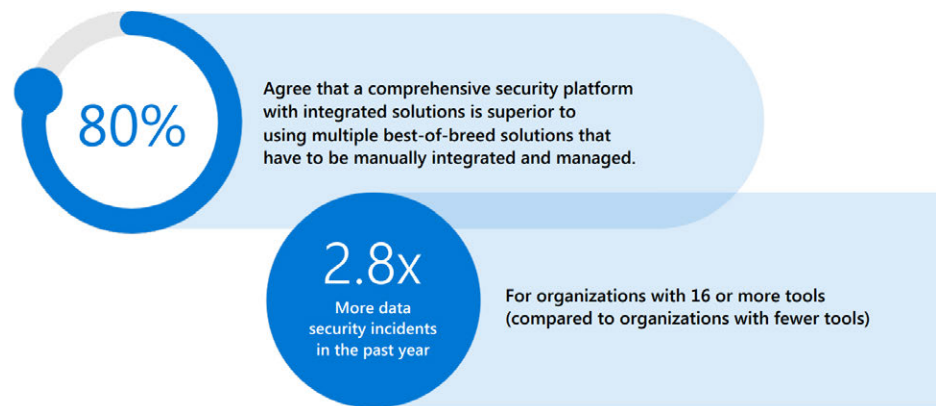 80%
Agree that a comprehensive security platform
with integrated solutions is superior to
using multiple best-of-breed solutions that
have to be manually integrated and managed.
2.8x
More data
security incidents
in the past year
For organizations with 16 or more tools
(compared to organizations with fewer tools)